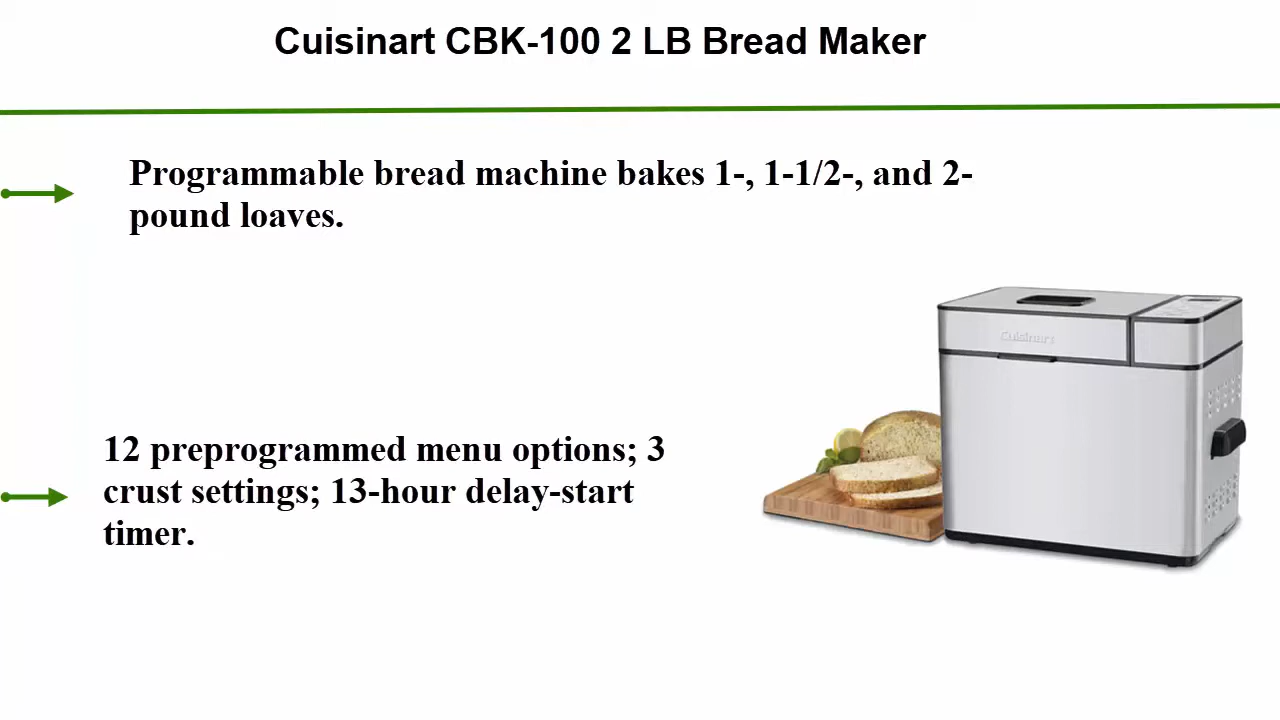 Cuisinart CBK-100 2 LB Bread Maker
Programmable bread machine bakes 1-, 1-1/2-, and 2-
pound loaves.
Cuisinart
12 preprogrammed menu options; 3
crust settings; 13-hour delay-start
timer.